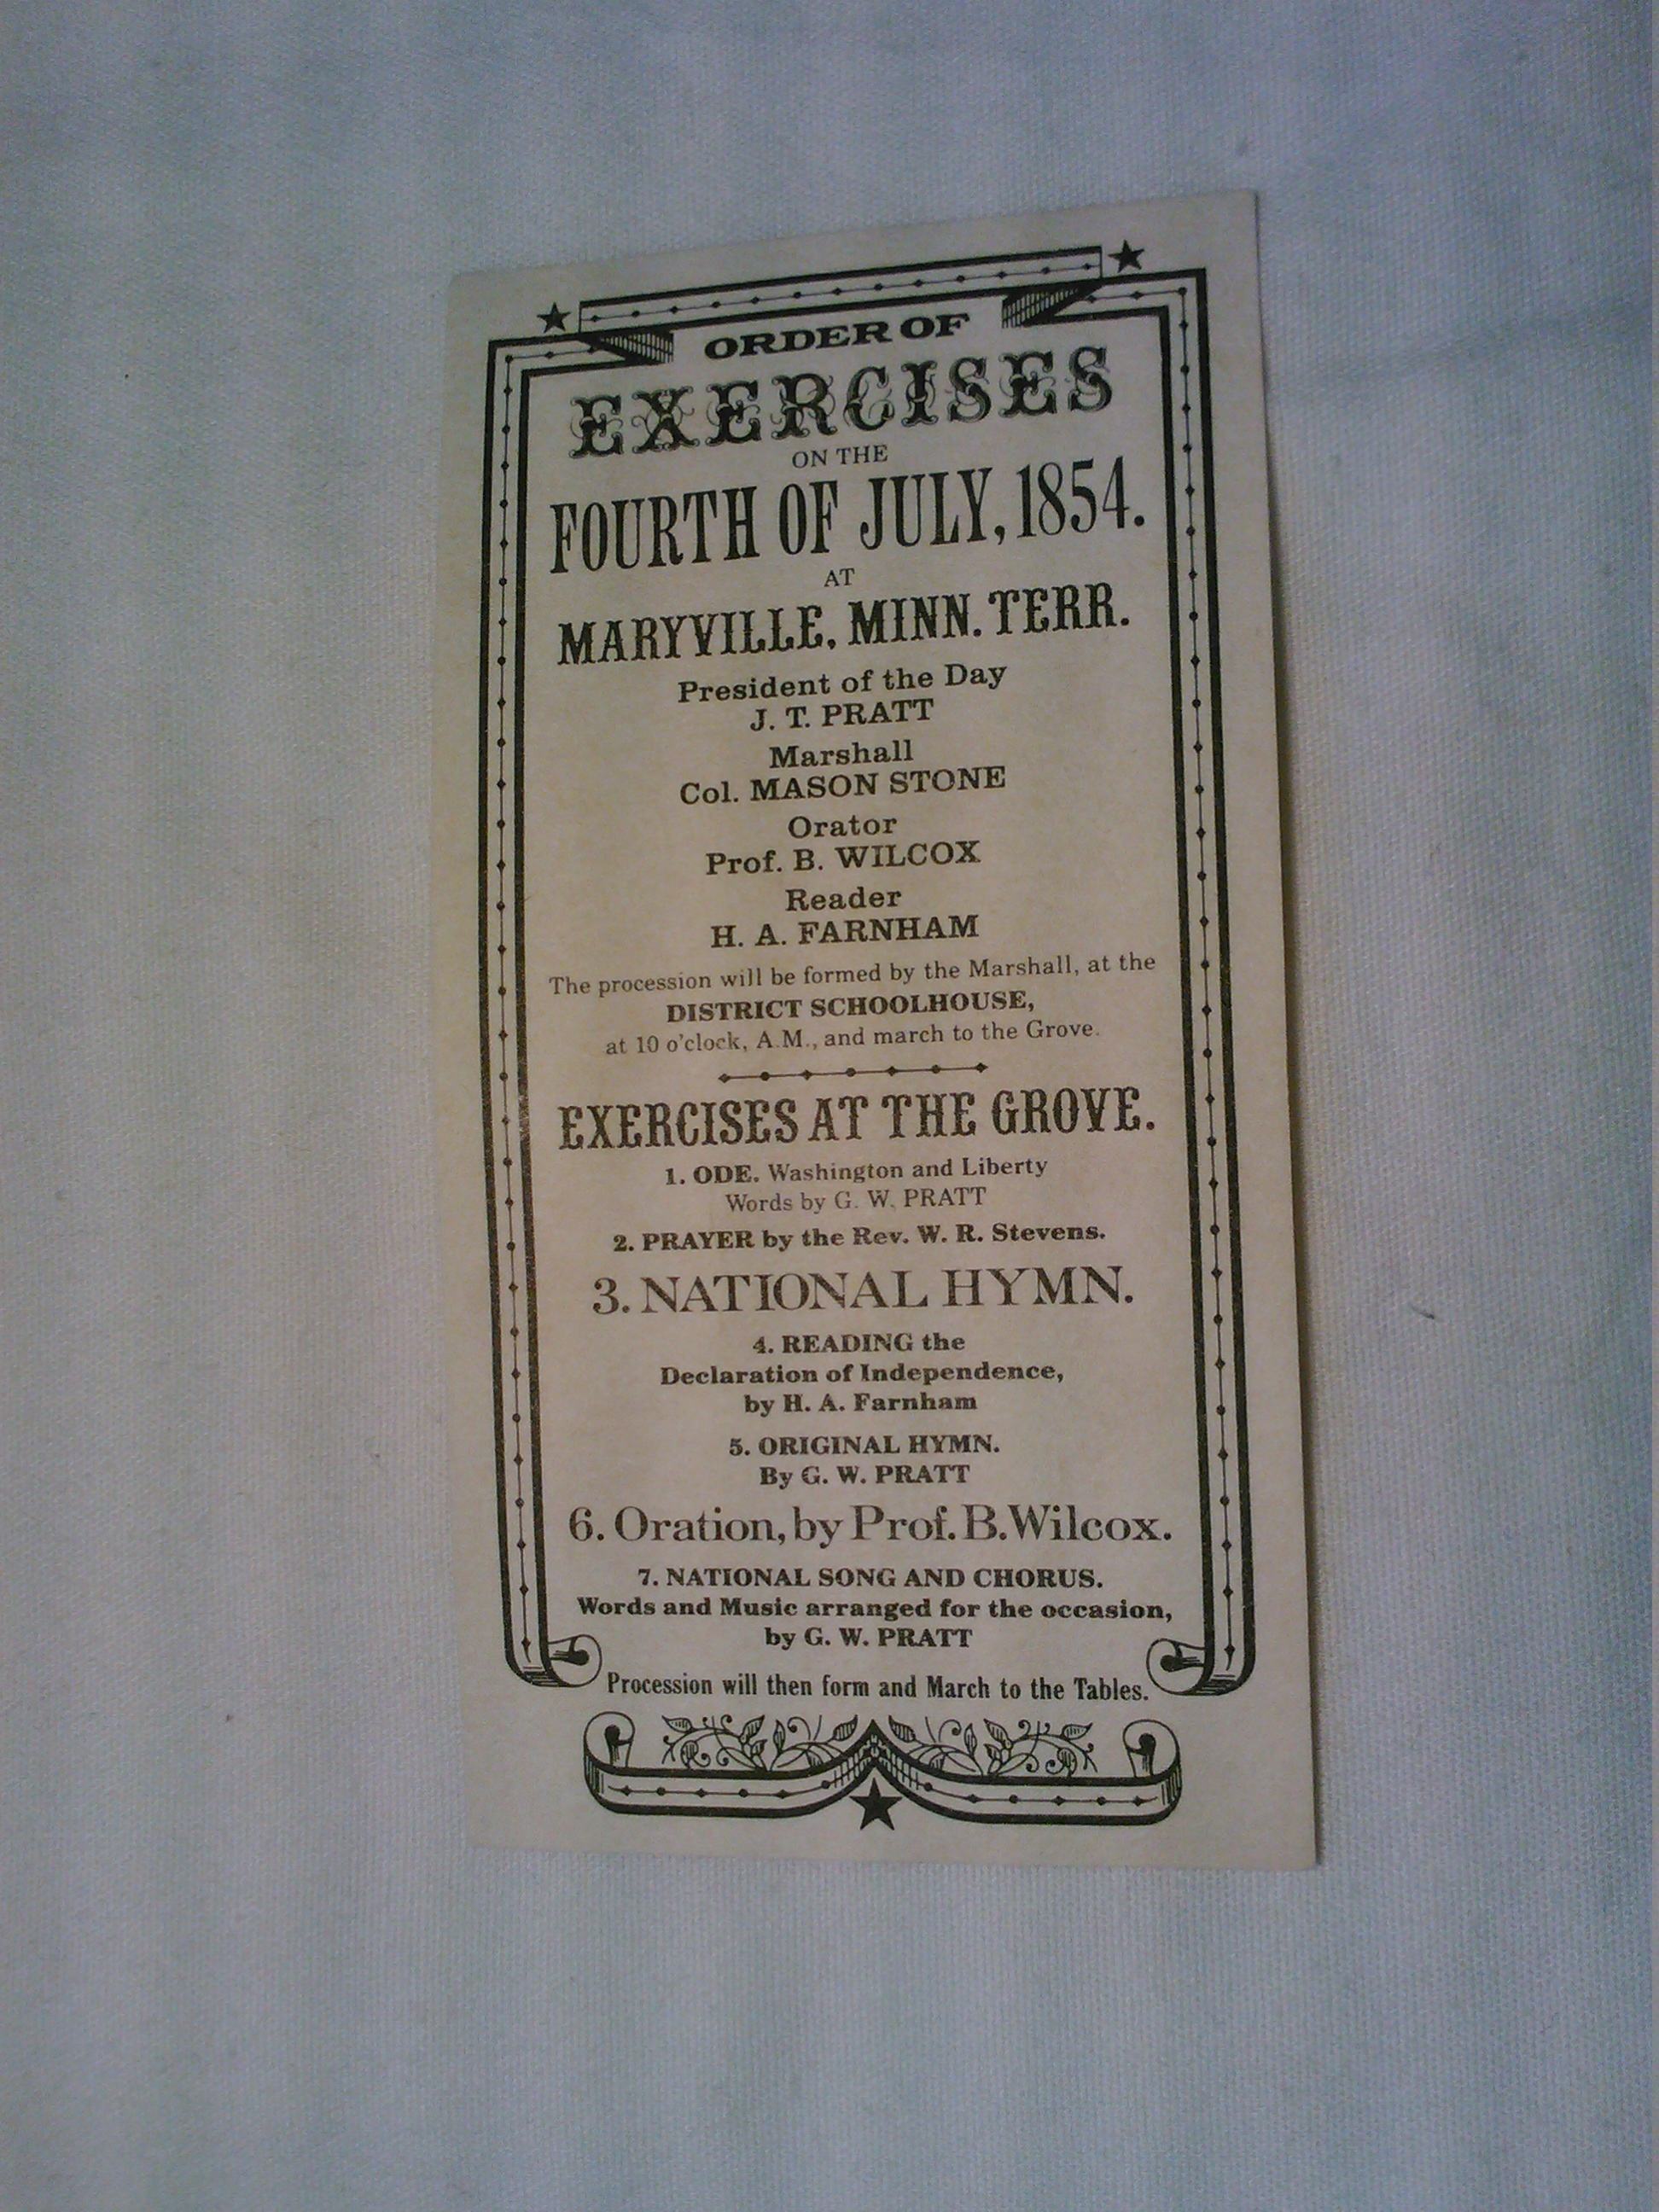 ORDER OF
EXERCISES
ON THE
FOURTH OF JULY, 1854.
AT
MARYVILLE, MINN. TERR.
President of the Day
J. T. PRATT
Marshall
Col. MASON STONE
Orator
Prof. B. WILCOX
Reader
H. A. FARNHAM
The procession will be formed by the Marshall, at the
DISTRICT SCHOOLHOUSE,
at 10 o'clock, A.M., and march to the Grove.
EXERCISES AT THE GROVE.
1. ODE. Washington and Liberty
Words by G. W. PRATT
2. PRAYER by the Rev. W. R. Stevens.
3. NATIONAL HYMN.
4. READING the
Declaration of Independence,
by H. A. Farnham
5. ORIGINAL HYMN.
By G. W. PRATT
6. Oration, by Prof. B. Wilcox.
7. NATIONAL SONG AND CHORUS.
Words and Music arranged for the occasion,
by G. W. PRATT
Procession will then form and March to the Tables.